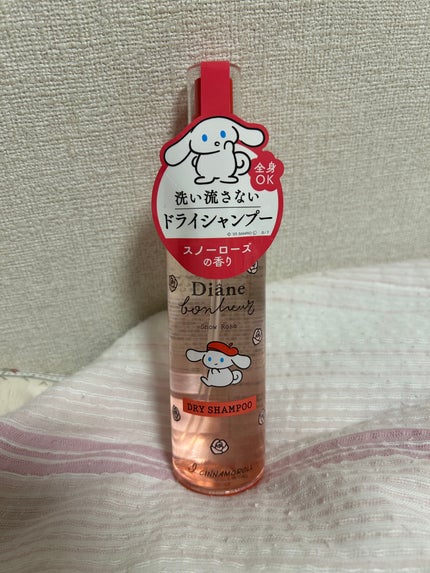 全身
OK
洗い流さない
ドライシャンプー
スノーローズ
の香り
Diane
bonheur
Snow Rose
DRY SHAMPOO
CINNAMOROLL